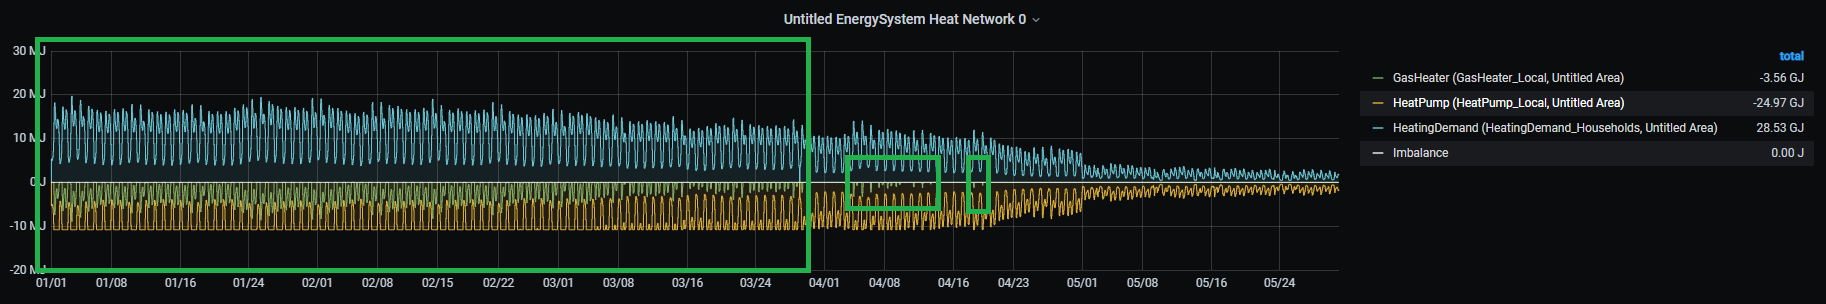 Untitled EnergySystem Heat Network 0
30 MJ
20 MJ
10 MJ
0 J
-10 MJ
-20 MJ
01/01 01/08 01/16 01/24 02/01 02/08 02/15 02/22 03/01 03/08 03/16 03/24 04/01 04/08 04/16 04/23 05/01 05/08 05/16 05/24
total
GasHeater (GasHeater_Local, Untitled Area) -3.56 GJ
HeatPump (HeatPump_Local, Untitled Area) -24.97 GJ
HeatingDemand (HeatingDemand_Households, Untitled Area) 28.53 GJ
Imbalance 0.00 J